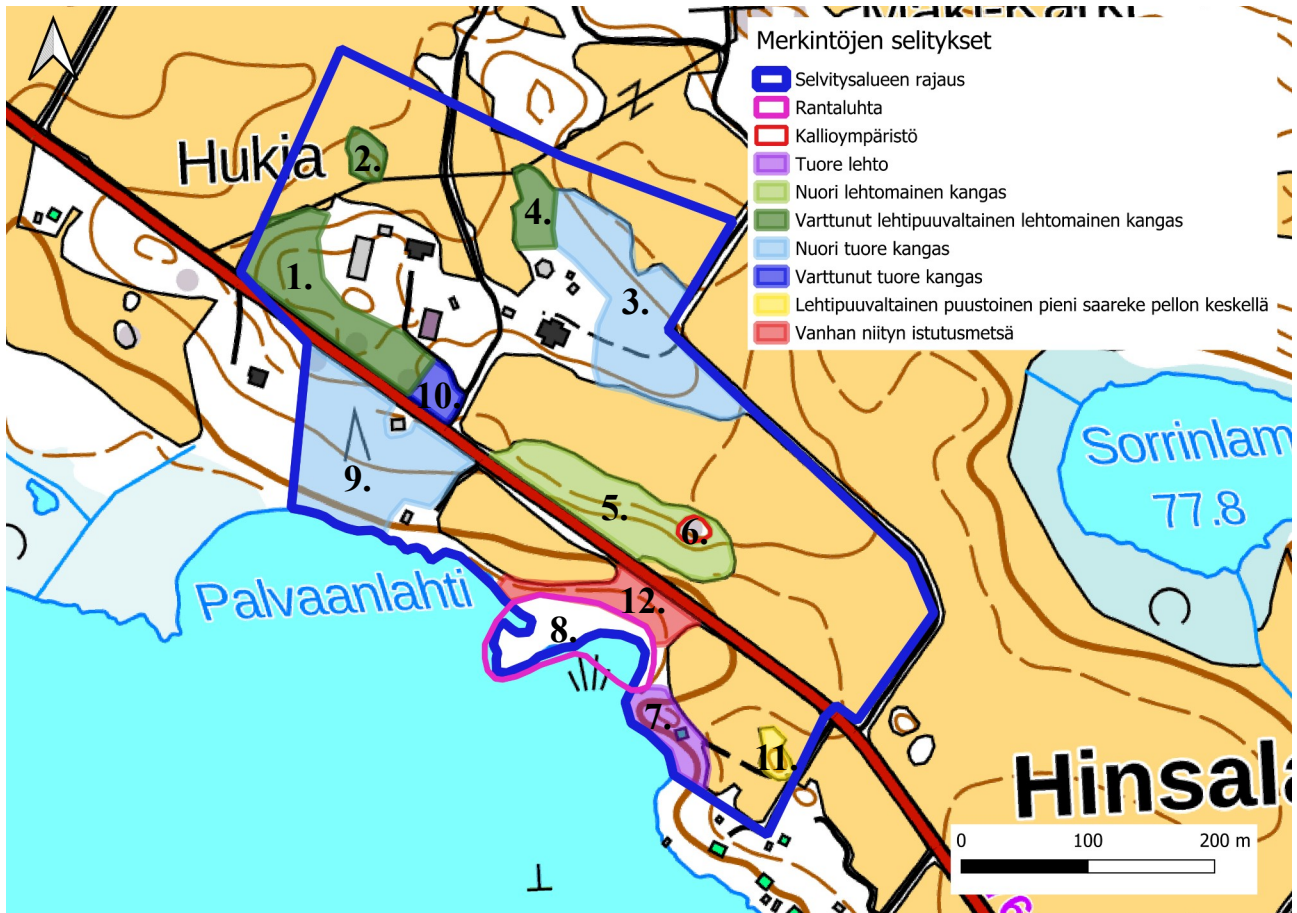 Mäki-Kärki
Merkintöjen selitykset
Selvitysalueen rajaus
Rantaluhta
Kallioympäristö
Tuore lehto
Nuori lehtomainen kangas
Varttunut lehtipuuvaltainen lehtomainen kangas
Nuori tuore kangas
Varttunut tuore kangas
Lehtipuuvaltainen puustoinen pieni saareke pellon keskellä
Vanhan niityn istutusmetsä
Hukia
2.
4.
1.
3.
10.
9.
5.
6.
Sorrinlam
77.8
Palvaanlahti
12.
8.
7.
11.
Hinsala
0 100 200 m